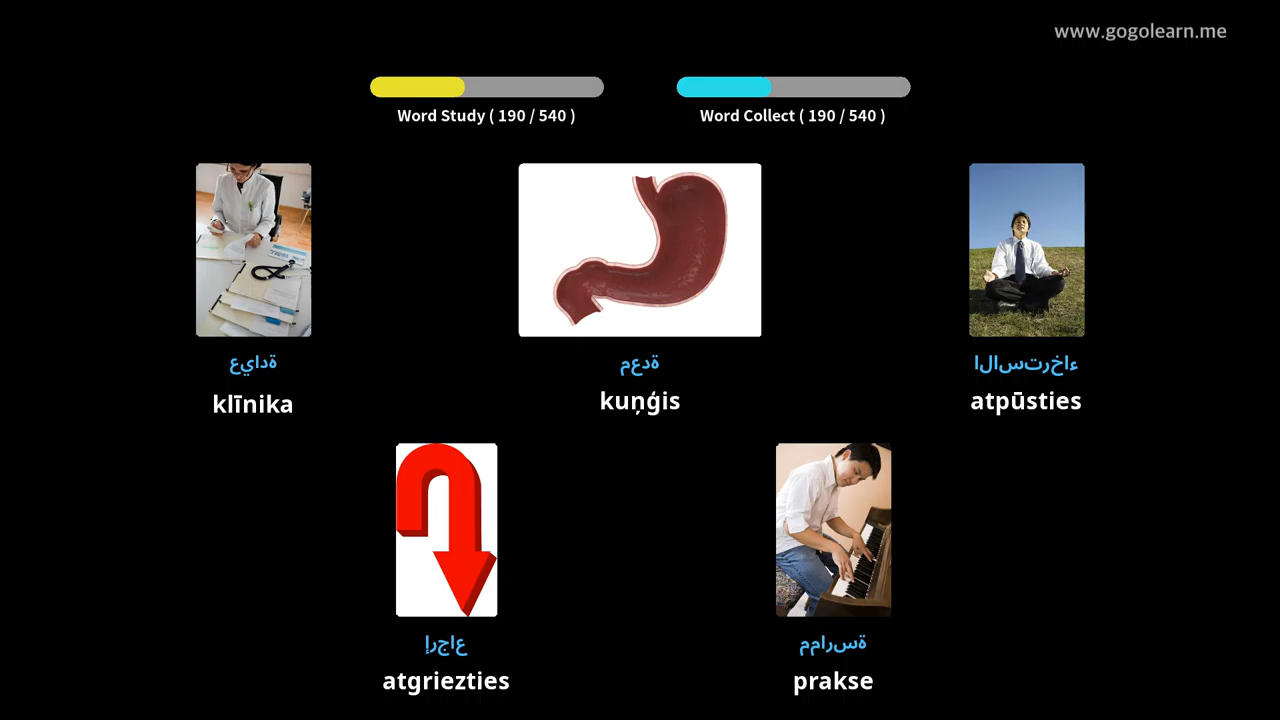 www.gogolearn.me
Word Study ( 190 / 540 )
Word Collect ( 190 / 540 )
عيادة
klīnika
معدة
kuņģis
الاسترخاء
atpūsties
إرجاع
atgriezties
ممارسة
prakse